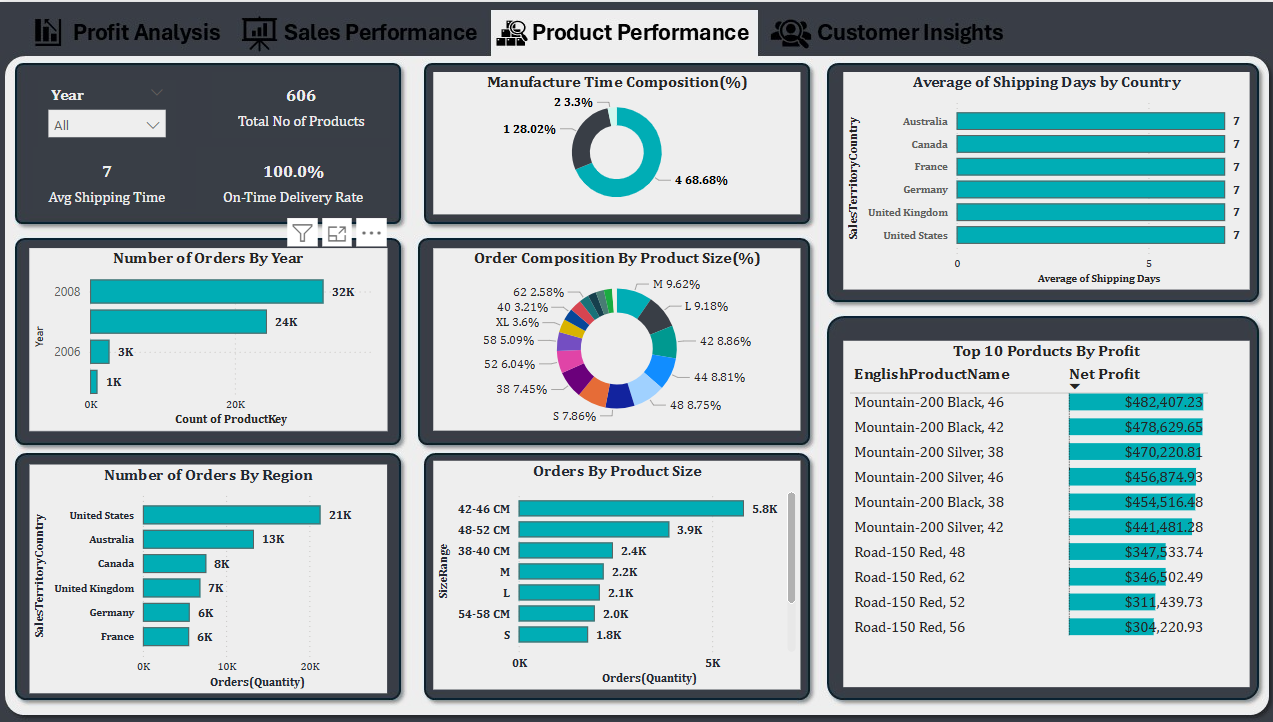 Profit Analysis
Sales Performance
Product Performance
Customer Insights
Year
All
606
Total No of Products
7
Avg Shipping Time
100.0%
On-Time Delivery Rate
Manufacture Time Composition(%)
2 3.3%
1 28.02%
4 68.68%
Average of Shipping Days by Country
SalesTerritoryCountry
Australia 7
Canada 7
France 7
Germany 7
United Kingdom 7
United States 7
0 5
Average of Shipping Days
Number of Orders By Year
Year
2008 32K
24K
2006 3K
1K
0K 20K
Count of ProductKey
Order Composition By Product Size(%)
M 9.62%
L 9.18%
42 8.86%
44 8.81%
48 8.75%
S 7.86%
38 7.45%
52 6.04%
58 5.09%
XL 3.6%
40 3.21%
62 2.58%
Top 10 Porducts By Profit
EnglishProductName Net Profit
Mountain-200 Black, 46 $482,407.23
Mountain-200 Black, 42 $478,629.65
Mountain-200 Silver, 38 $470,220.81
Mountain-200 Silver, 46 $456,874.93
Mountain-200 Black, 38 $454,516.48
Mountain-200 Silver, 42 $441,481.28
Road-150 Red, 48 $347,533.74
Road-150 Red, 62 $346,502.49
Road-150 Red, 52 $311,439.73
Road-150 Red, 56 $304,220.93
Number of Orders By Region
SalesTerritoryCountry
United States 21K
Australia 13K
Canada 8K
United Kingdom 7K
Germany 6K
France 6K
0K 10K 20K
Orders(Quantity)
Orders By Product Size
SizeRange
42-46 CM 5.8K
48-52 CM 3.9K
38-40 CM 2.4K
M 2.2K
L 2.1K
54-58 CM 2.0K
S 1.8K
0K 5K
Orders(Quantity)